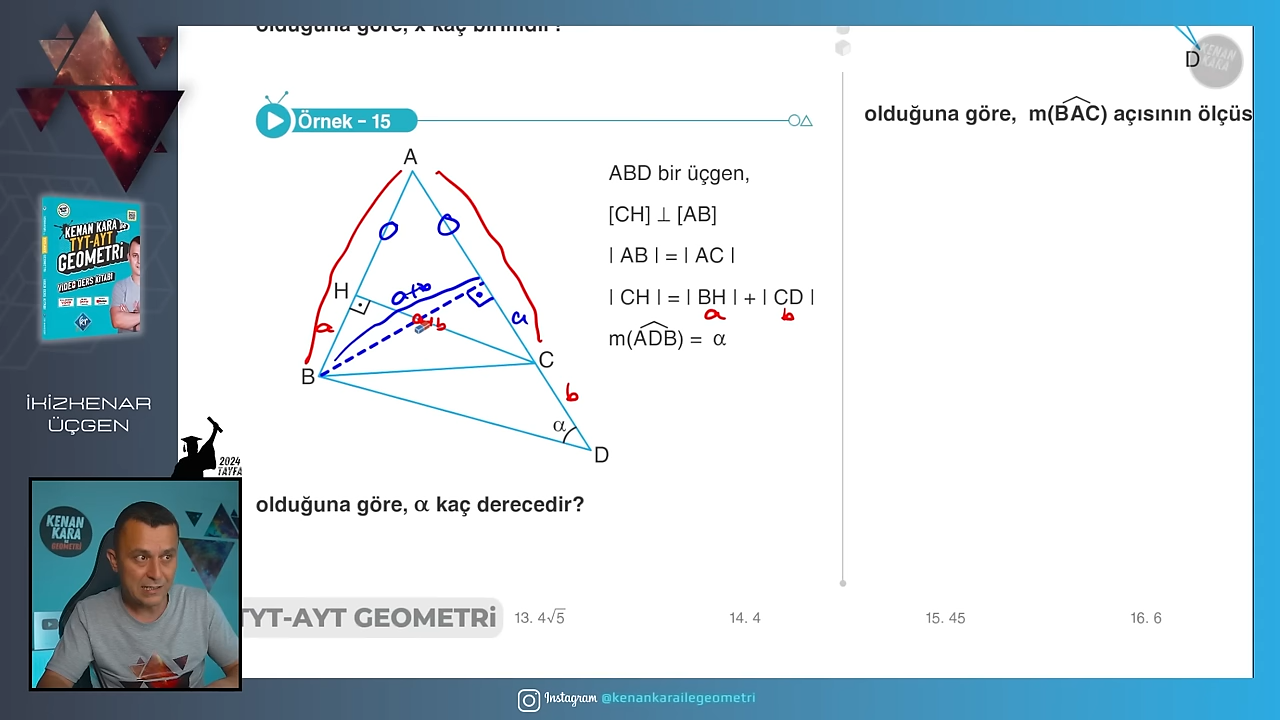 olduğuna göre, x kaç birimdir?
D
KENAN KARA
Örnek - 15
olduğuna göre, m(BAC) açısının ölçüs
A
ABD bir üçgen,
[CH] ⊥ [AB]
| AB | = | AC |
| CH | = | BH | + | CD |
a b
m(ADB) = α
H
a+b
a+b
a
a
B
C
b
α
D
olduğuna göre, α kaç derecedir?
KENAN KARA
TYT-AYT
GEOMETRİ
VİDEO DERS KİTABI
İKİZKENAR
ÜÇGEN
2024
TAYFA
KENAN
KARA
GEOMETRİ
TYT-AYT GEOMETRİ
13. 4√5
14. 4
15. 45
16. 6
Instagram @kenankarailegeometri